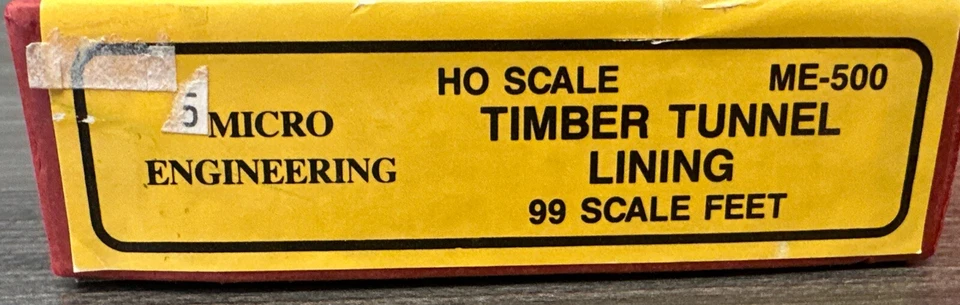 HO SCALE ME-500
5 MICRO TIMBER TUNNEL
ENGINEERING LINING
99 SCALE FEET